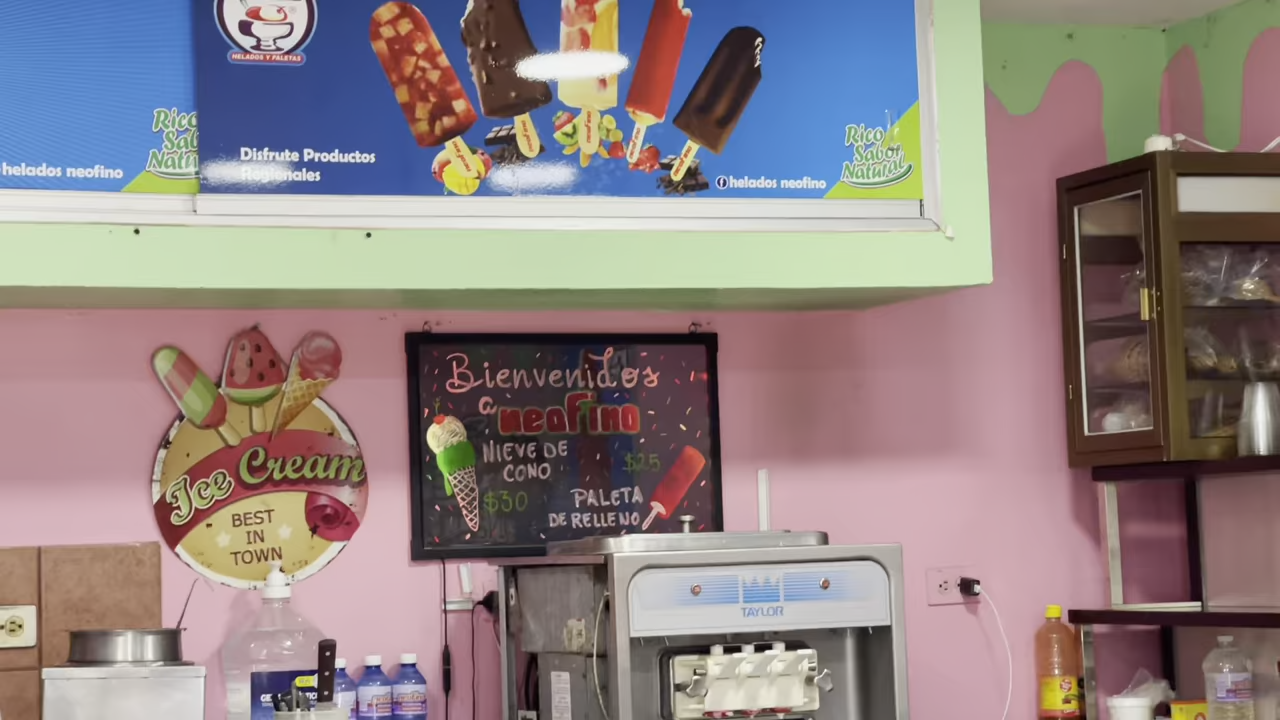 HELADOS Y PALETAS
Rico
Sabor
Natural
helados neofino
Disfrute Productos
Regionales
helados neofino
Rico
Sabor
Natural
Bienvenidos
a neofino
NIEVE DE
CONO
$25
$30
PALETA
DE RELLENO
Ice Cream
BEST
IN
TOWN
TAYLOR